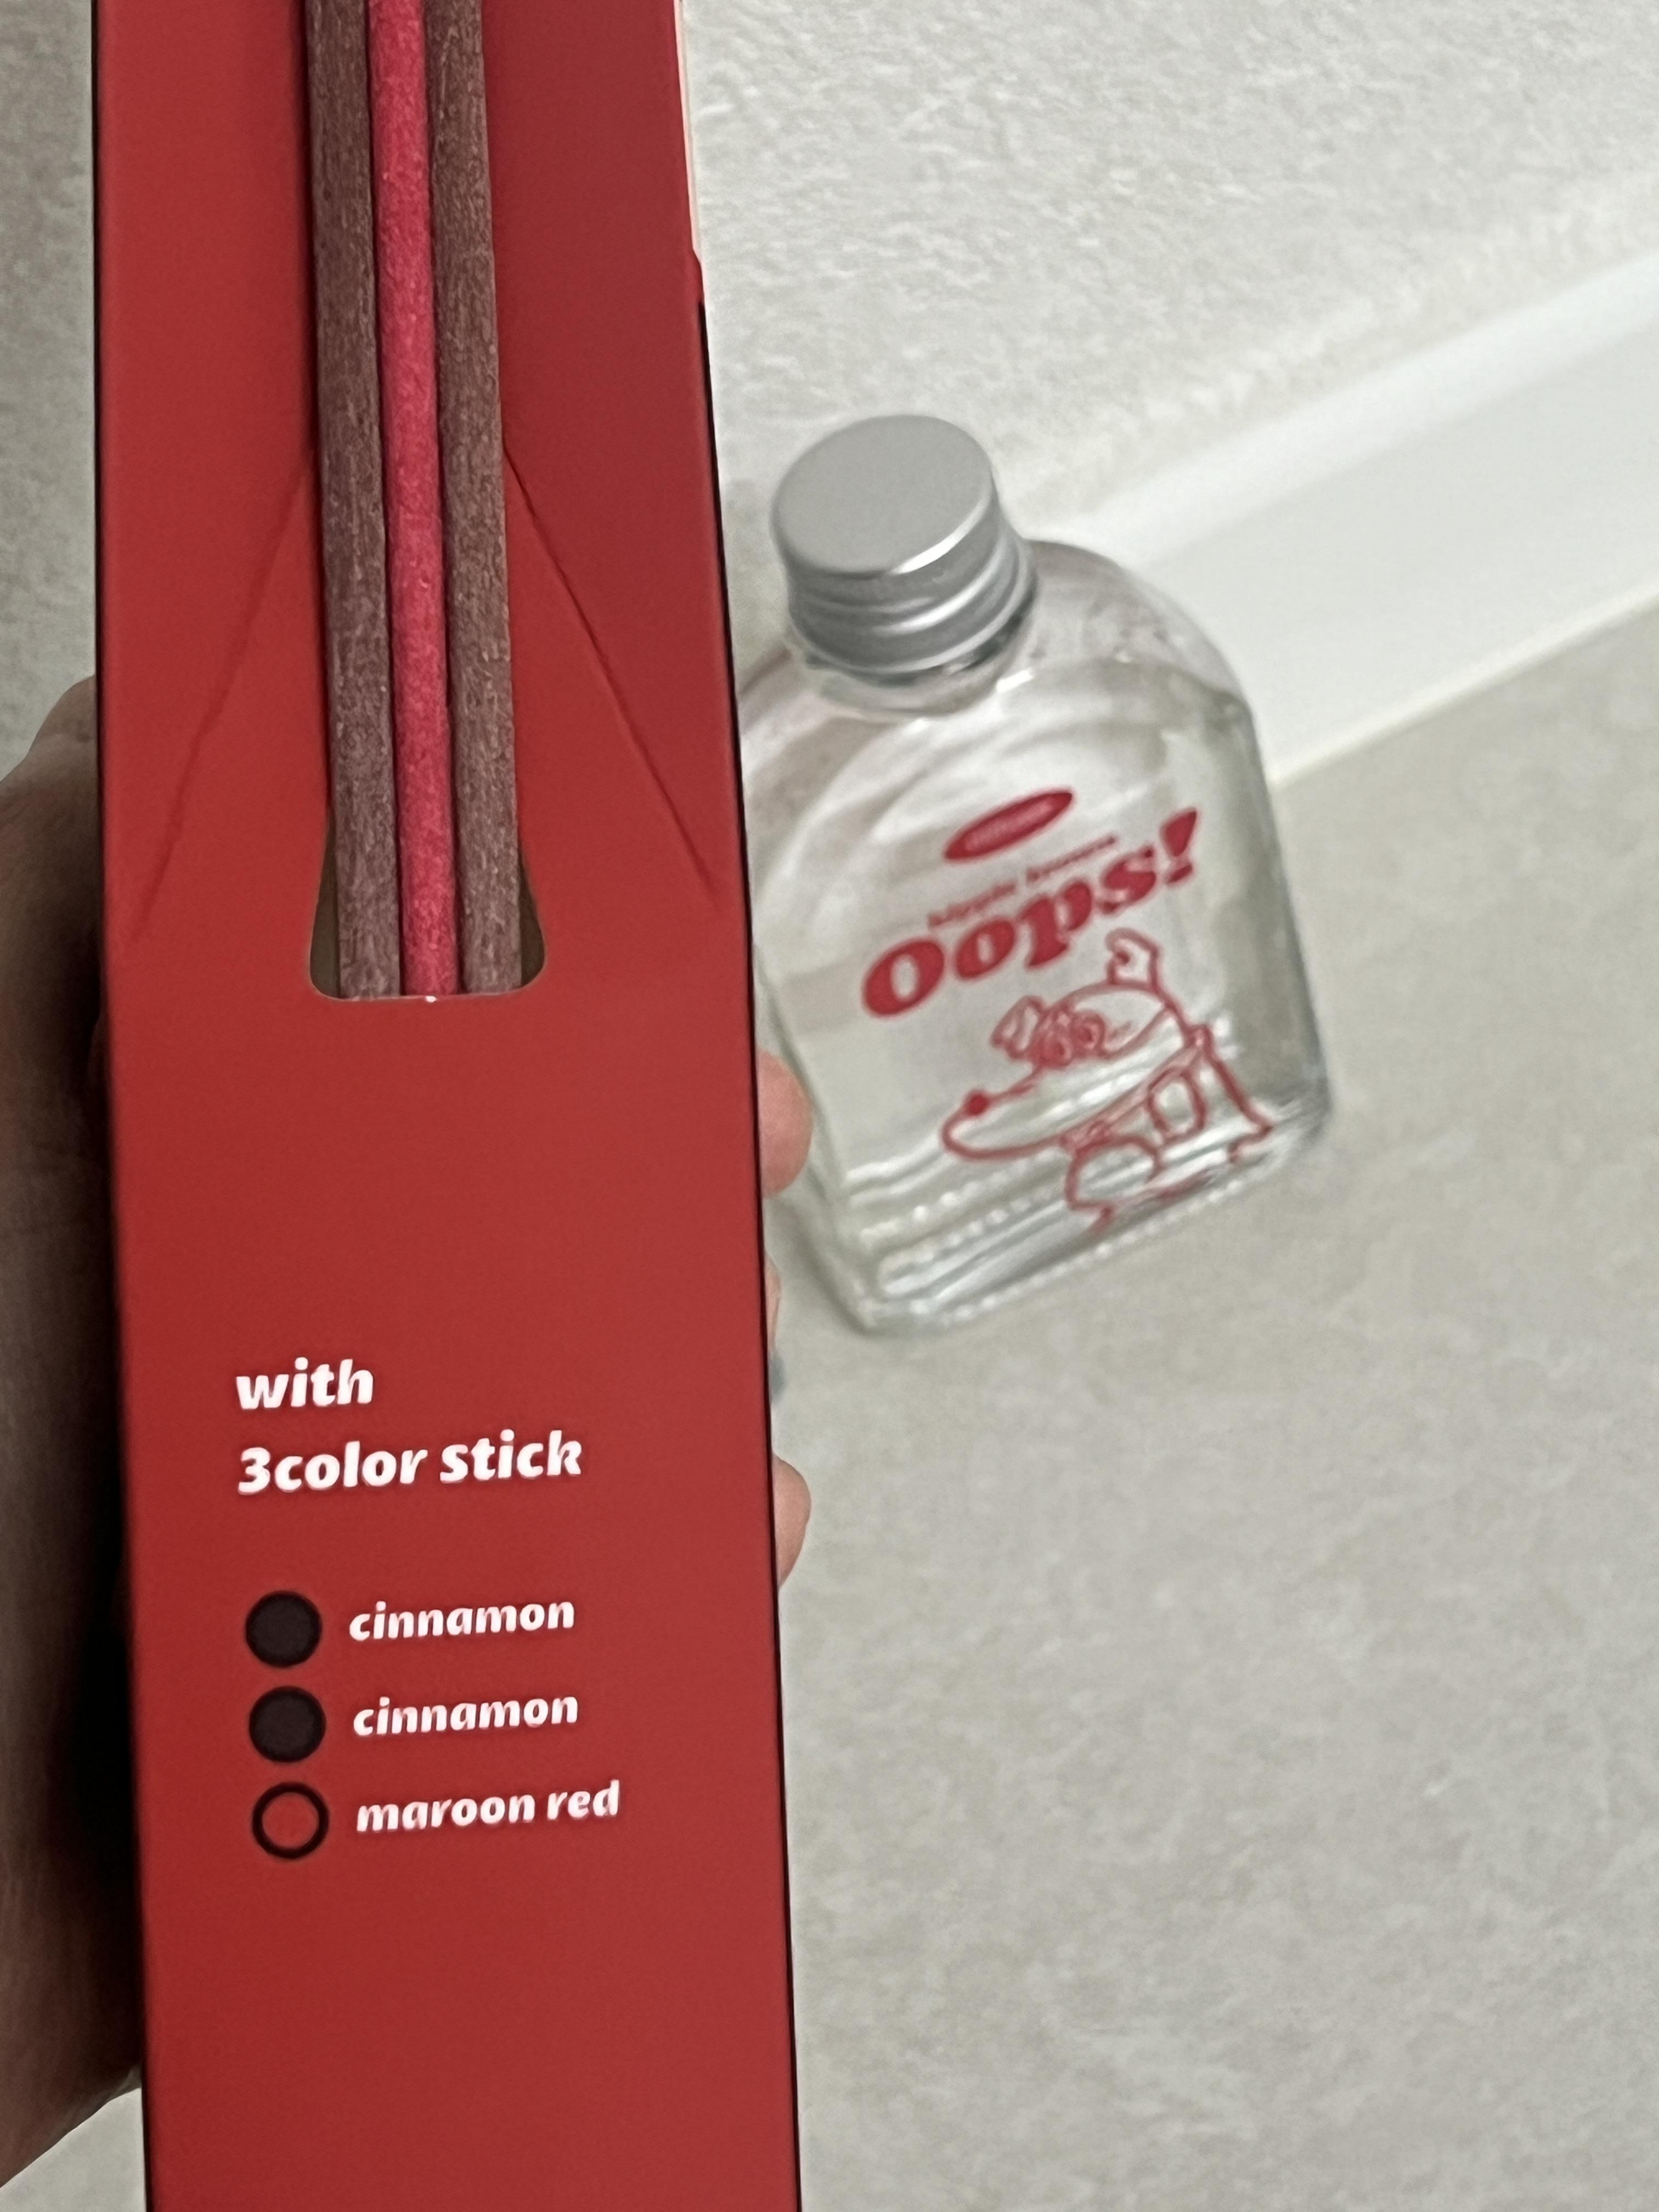 with
3color stick
cinnamon
cinnamon
maroon red
Oops!